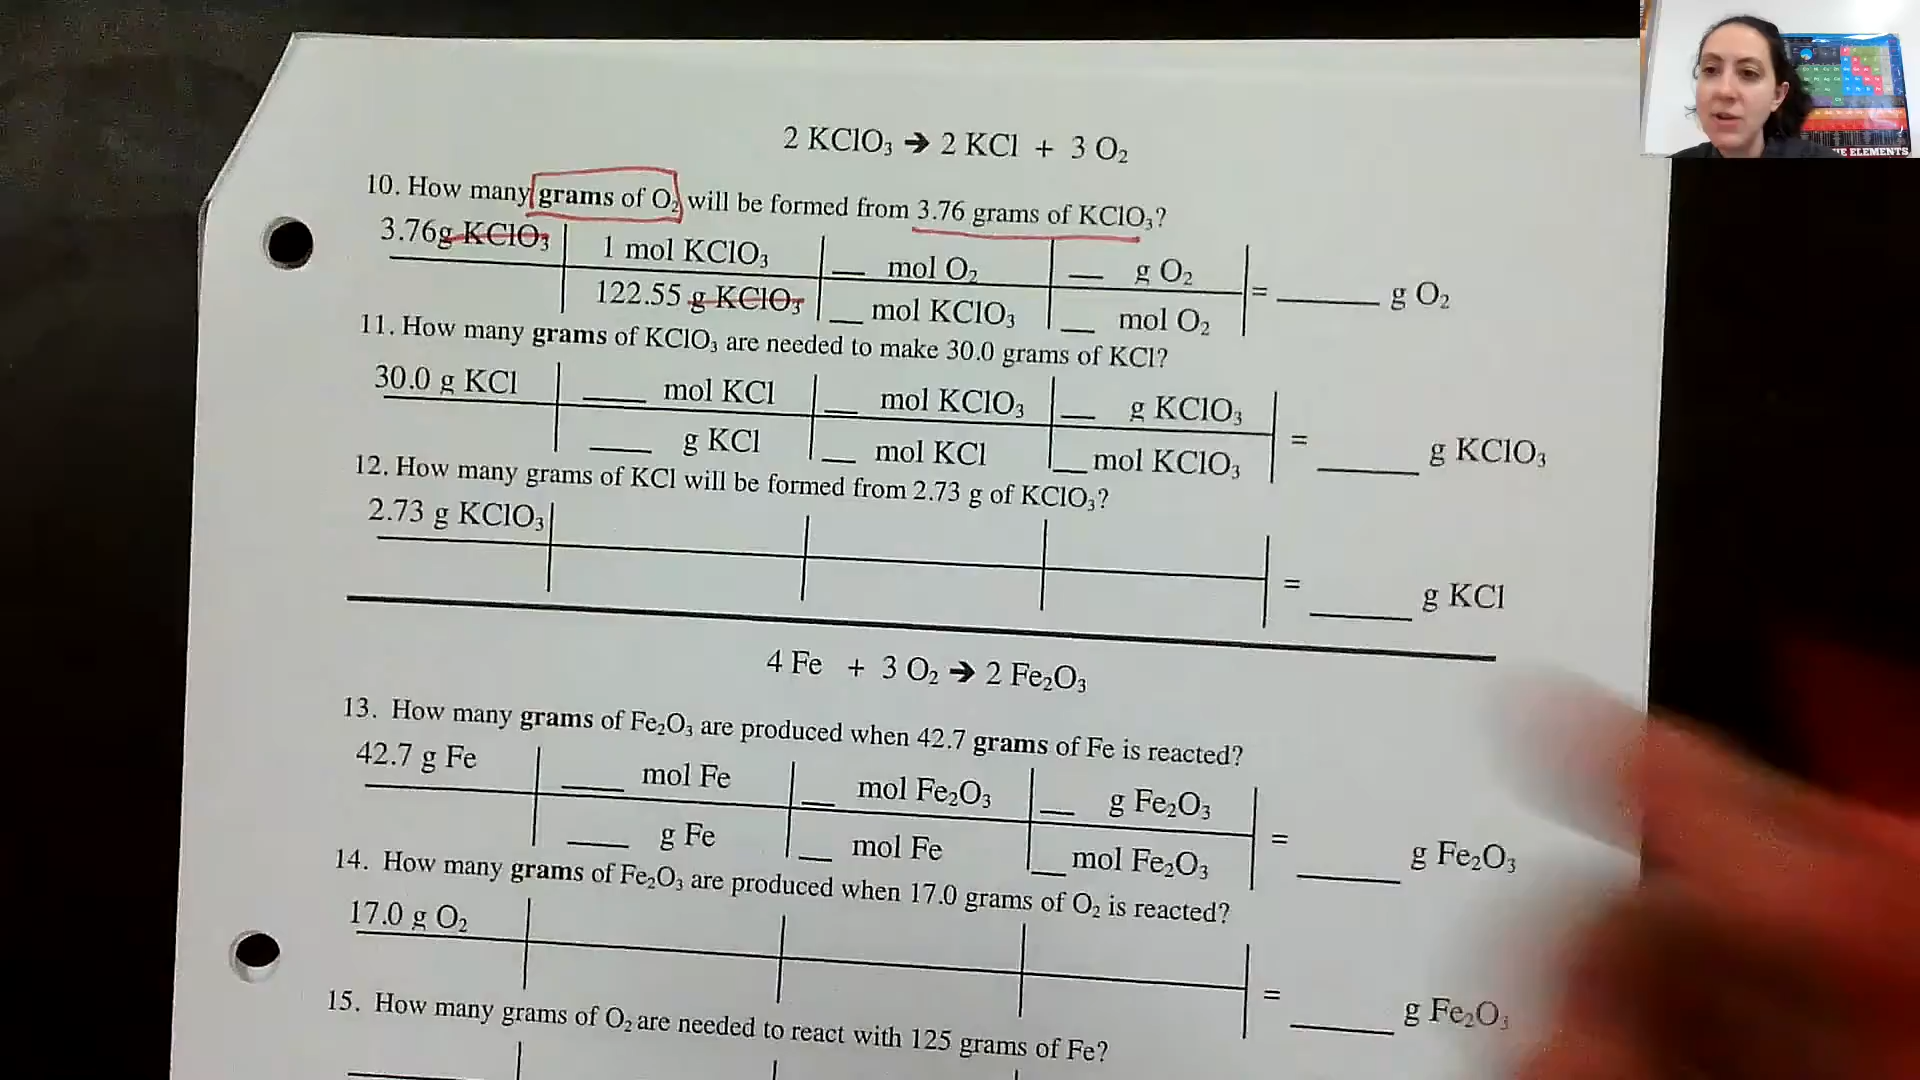 2 KClO₃ ➔ 2 KCl + 3 O₂
10. How many grams of O₂ will be formed from 3.76 grams of KClO₃?
3.76g KClO₃ | 1 mol KClO₃ | __ mol O₂ | __ g O₂
122.55 g KClO₃ | __ mol KClO₃ | __ mol O₂ = ____ g O₂
11. How many grams of KClO₃ are needed to make 30.0 grams of KCl?
30.0 g KCl | ____ mol KCl | __ mol KClO₃ | __ g KClO₃
____ g KCl | __ mol KCl | __ mol KClO₃ = ____ g KClO₃
12. How many grams of KCl will be formed from 2.73 g of KClO₃?
2.73 g KClO₃
= ____ g KCl
4 Fe + 3 O₂ ➔ 2 Fe₂O₃
13. How many grams of Fe₂O₃ are produced when 42.7 grams of Fe is reacted?
42.7 g Fe | ____ mol Fe | __ mol Fe₂O₃ | __ g Fe₂O₃
____ g Fe | __ mol Fe | __ mol Fe₂O₃ = ____ g Fe₂O₃
14. How many grams of Fe₂O₃ are produced when 17.0 grams of O₂ is reacted?
17.0 g O₂
= ____ g Fe₂O₃
15. How many grams of O₂ are needed to react with 125 grams of Fe?
ELEMENTS